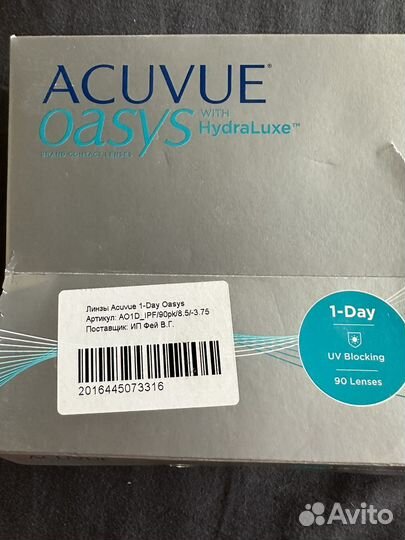 ACUVUE®
oasys WITH
HydraLuxe™
BRAND CONTACT LENSES
Линзы Acuvue 1-Day Oasys
Артикул: AO1D_IPF/90pk/8.5/-3.75
Поставщик: ИП Фей В.Г.
2016445073316
1-Day
UV Blocking
90 Lenses
Avito